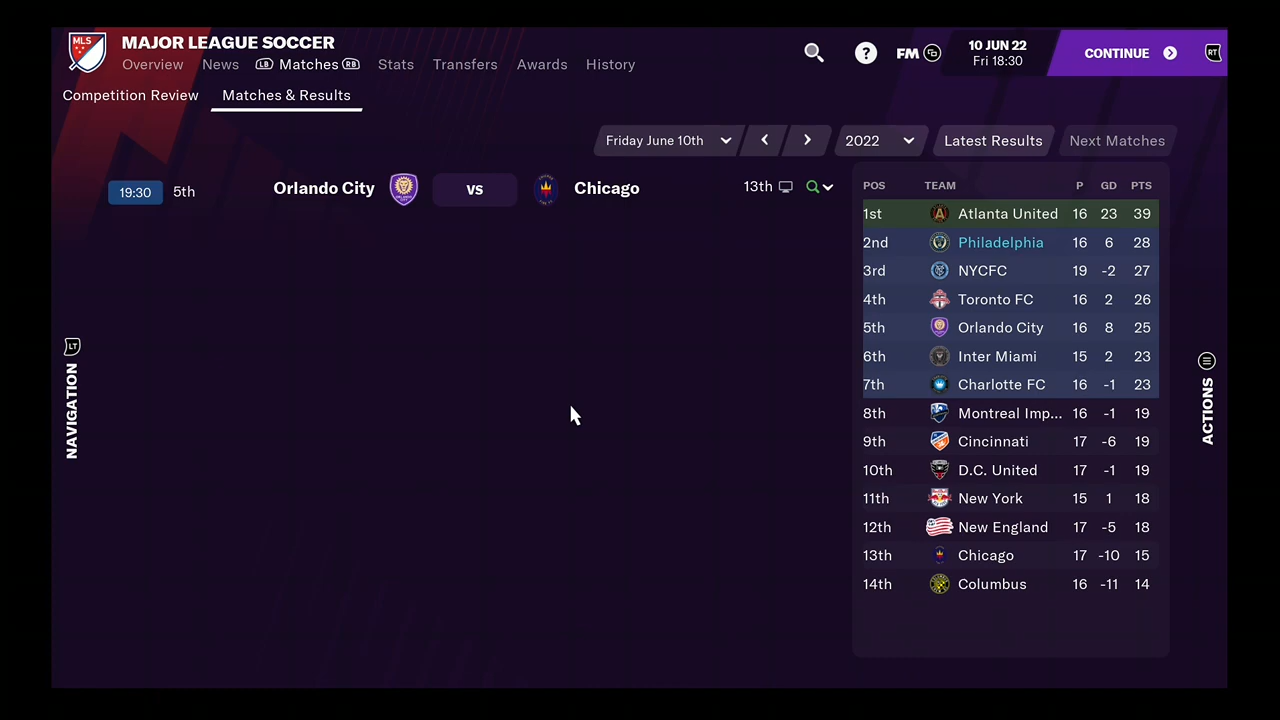 MLS
MAJOR LEAGUE SOCCER
Overview News LB Matches RB Stats Transfers Awards History
? FM 10 JUN 22 CONTINUE RT
Fri 18:30
Competition Review Matches & Results
Friday June 10th 2022 Latest Results Next Matches
19:30 5th Orlando City vs Chicago 13th
POS TEAM P GD PTS
1st Atlanta United 16 23 39
2nd Philadelphia 16 6 28
3rd NYCFC 19 -2 27
4th Toronto FC 16 2 26
5th Orlando City 16 8 25
6th Inter Miami 15 2 23
7th Charlotte FC 16 -1 23
8th Montreal Imp... 16 -1 19
9th Cincinnati 17 -6 19
10th D.C. United 17 -1 19
11th New York 15 1 18
12th New England 17 -5 18
13th Chicago 17 -10 15
14th Columbus 16 -11 14
LT
NAVIGATION
ACTIONS